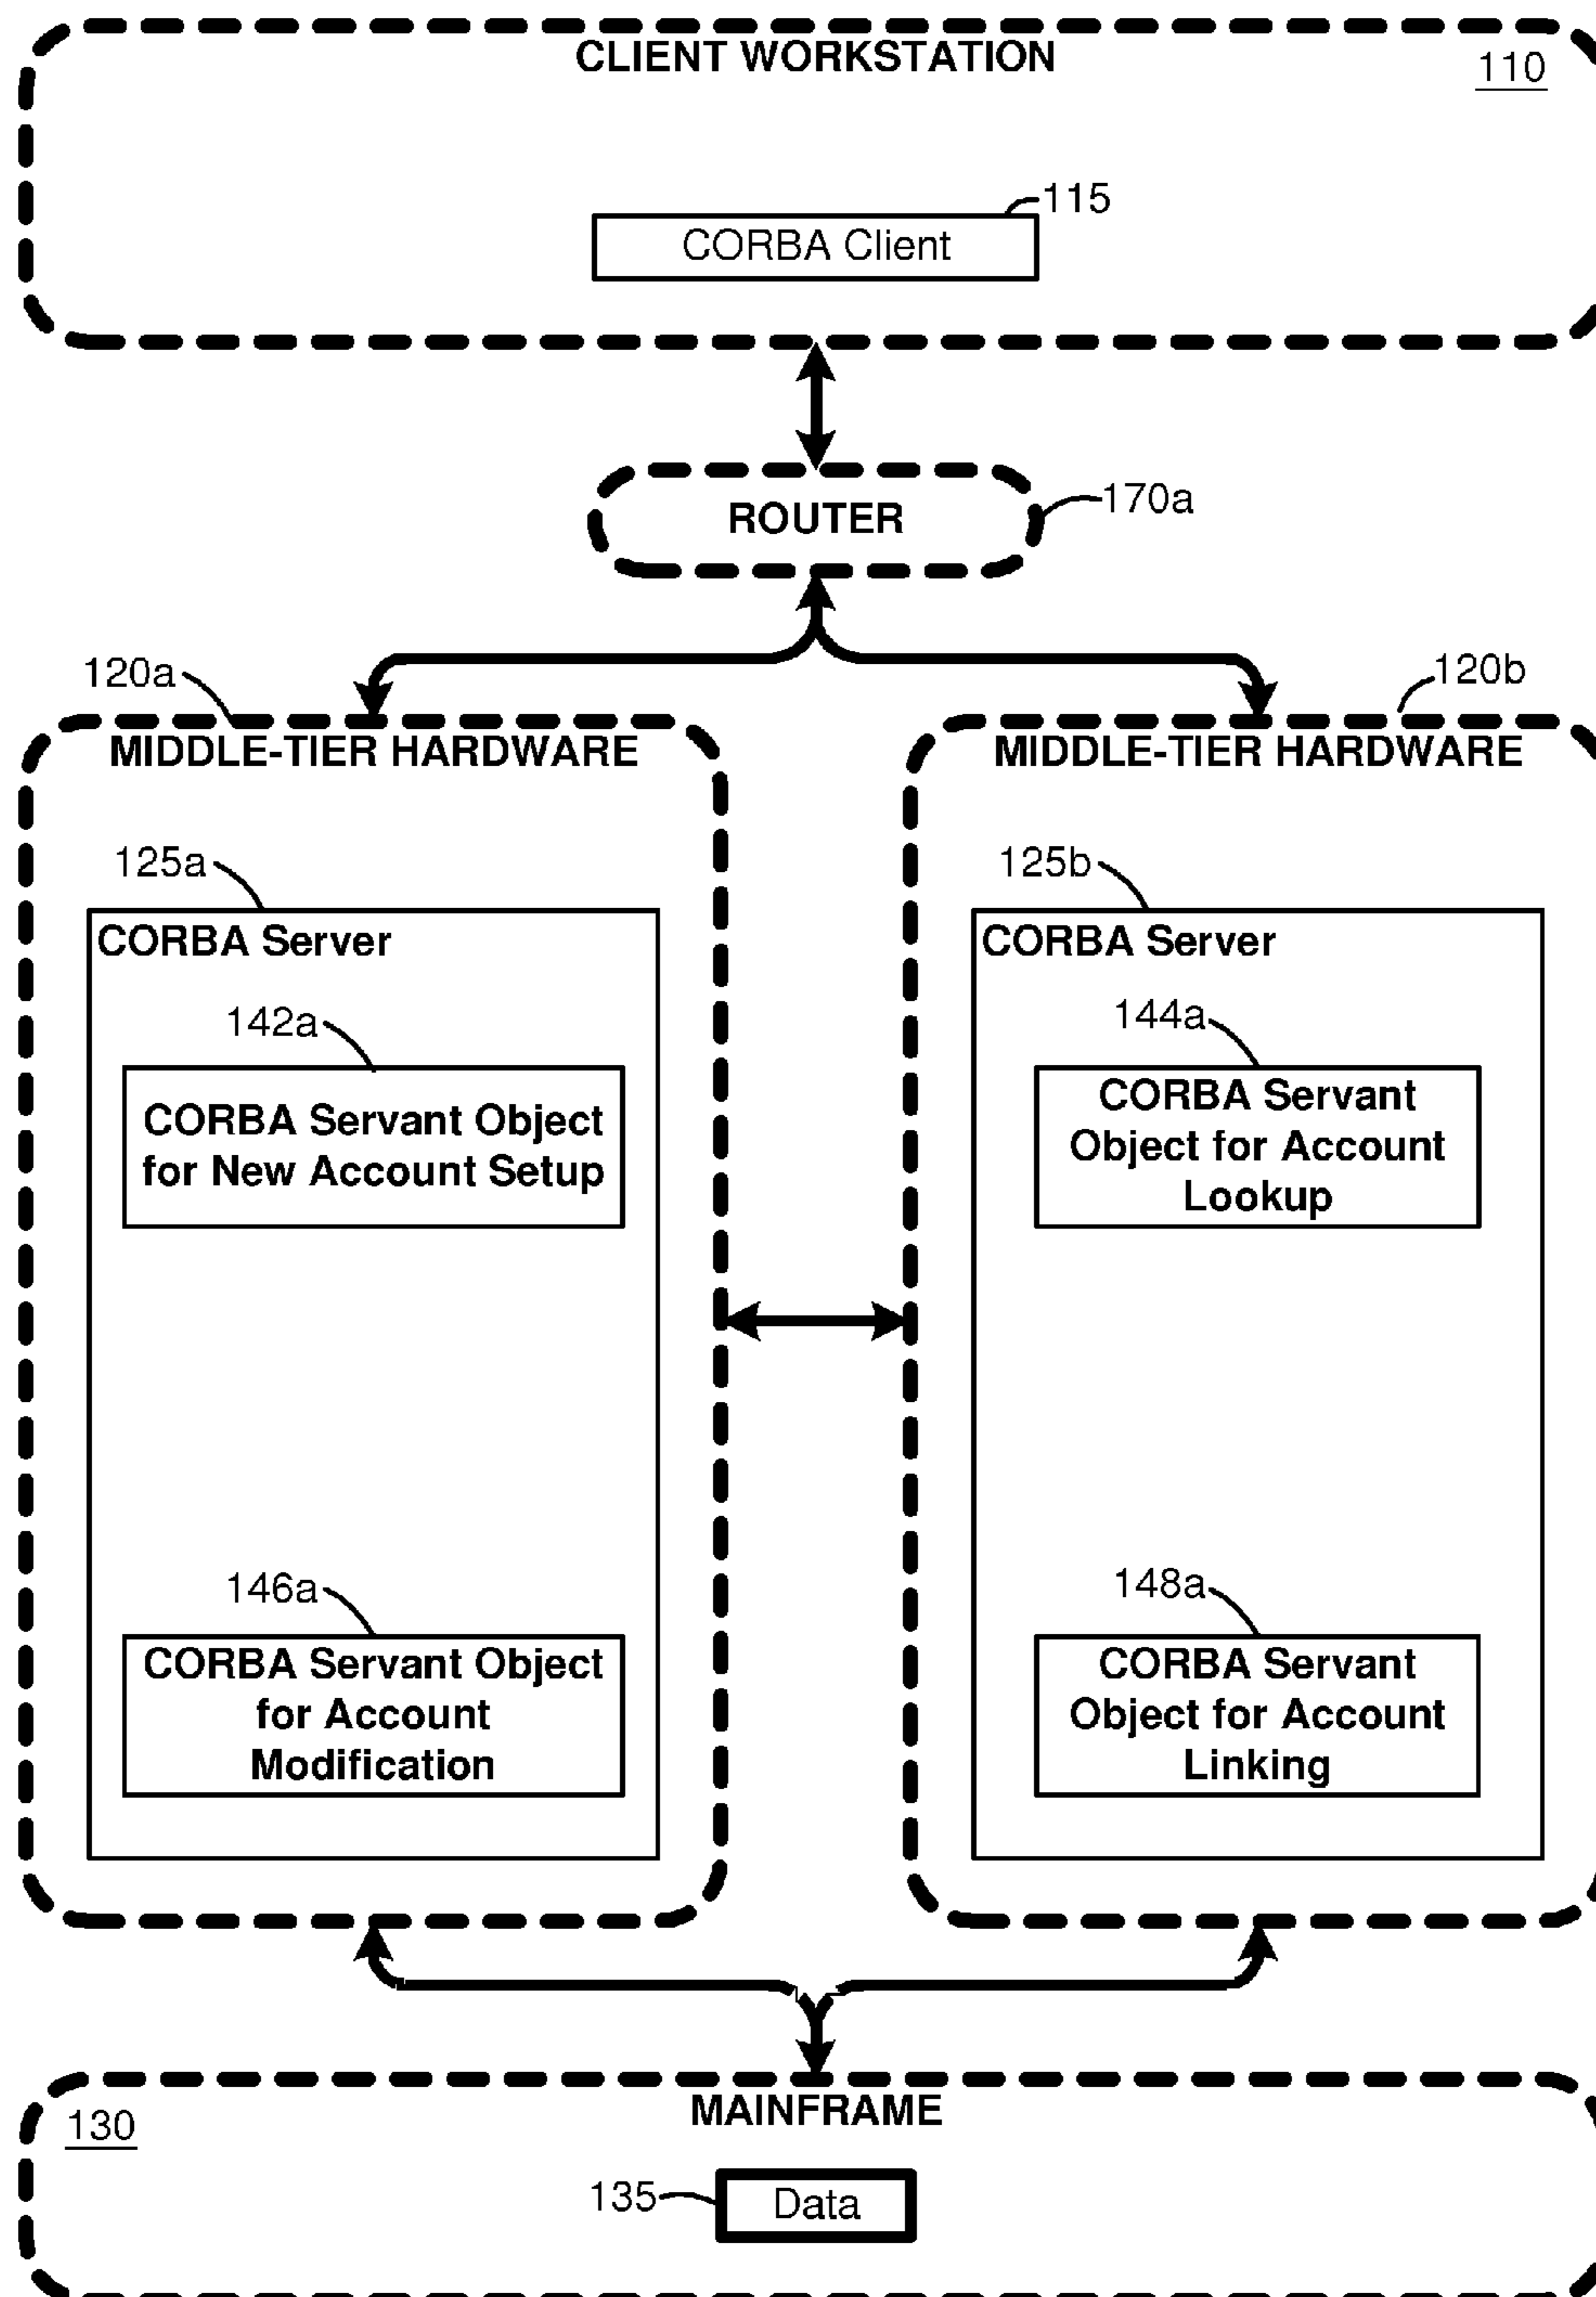 CLIENT WORKSTATION
110
115
CORBA Client
ROUTER
170a
120a
120b
MIDDLE-TIER HARDWARE
MIDDLE-TIER HARDWARE
125a
125b
CORBA Server
CORBA Server
142a
144a
CORBA Servant Object
for New Account Setup
CORBA Servant
Object for Account
Lookup
146a
148a
CORBA Servant Object
for Account
Modification
CORBA Servant
Object for Account
Linking
MAINFRAME
130
135
Data